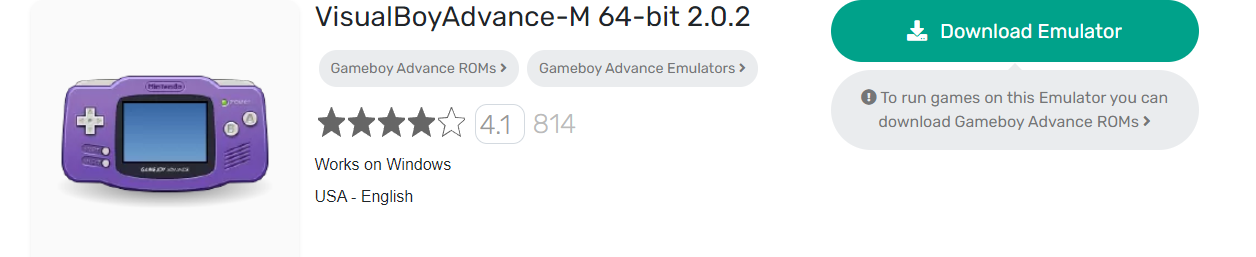 VisualBoyAdvance-M 64-bit 2.0.2
Gameboy Advance ROMs
Gameboy Advance Emulators
4.1 814
Works on Windows
USA - English
Nintendo
POWER
A
B
GAME BOY ADVANCE
Download Emulator
To run games on this Emulator you can
download Gameboy Advance ROMs